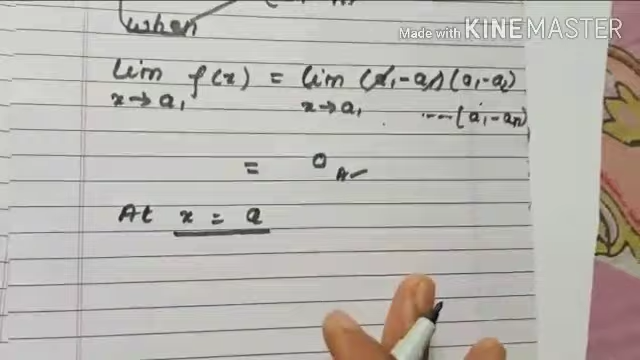 Made with KINEMASTER
when
lim f(x) = lim (a₁-a₁)(a₁-a₂)
x→a₁ x→a₁ ---(a₁-aₙ)
= 0
At x = a